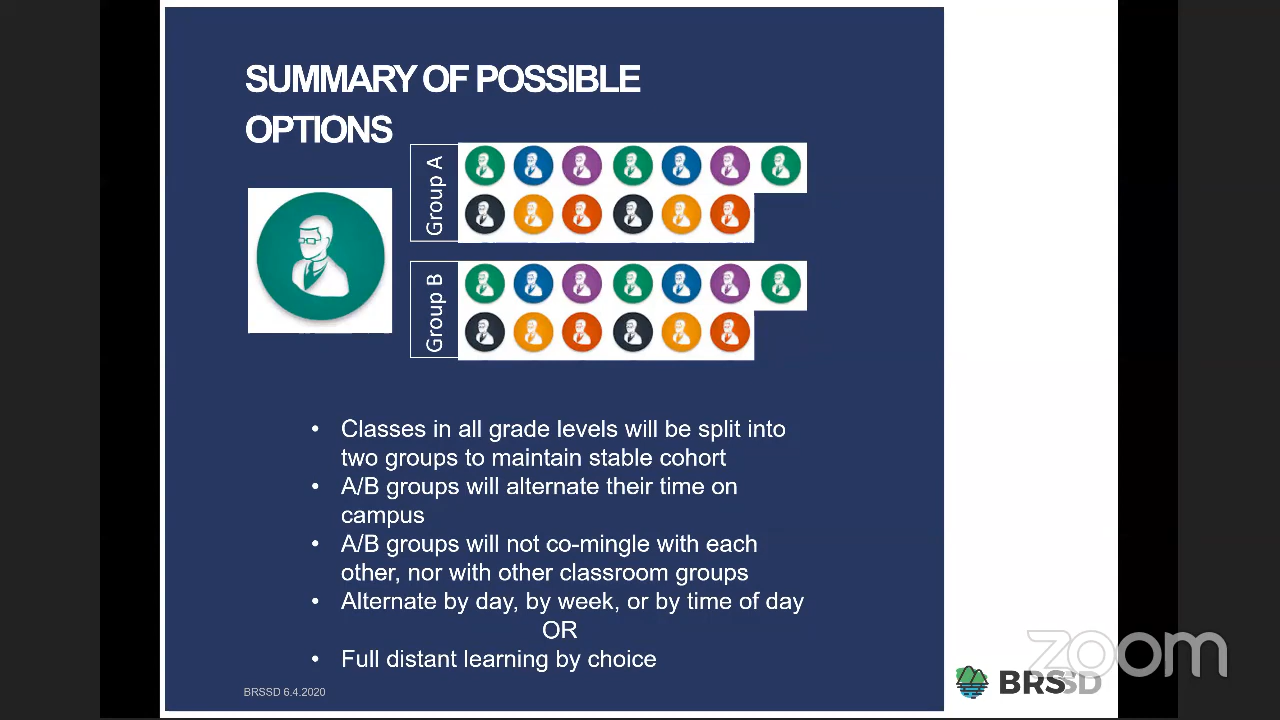 SUMMARY OF POSSIBLE
OPTIONS
Group A
Group B
• Classes in all grade levels will be split into
two groups to maintain stable cohort
• A/B groups will alternate their time on
campus
• A/B groups will not co-mingle with each
other, nor with other classroom groups
• Alternate by day, by week, or by time of day
OR
• Full distant learning by choice
BRSSD 6.4.2020
zoom
BRSSD